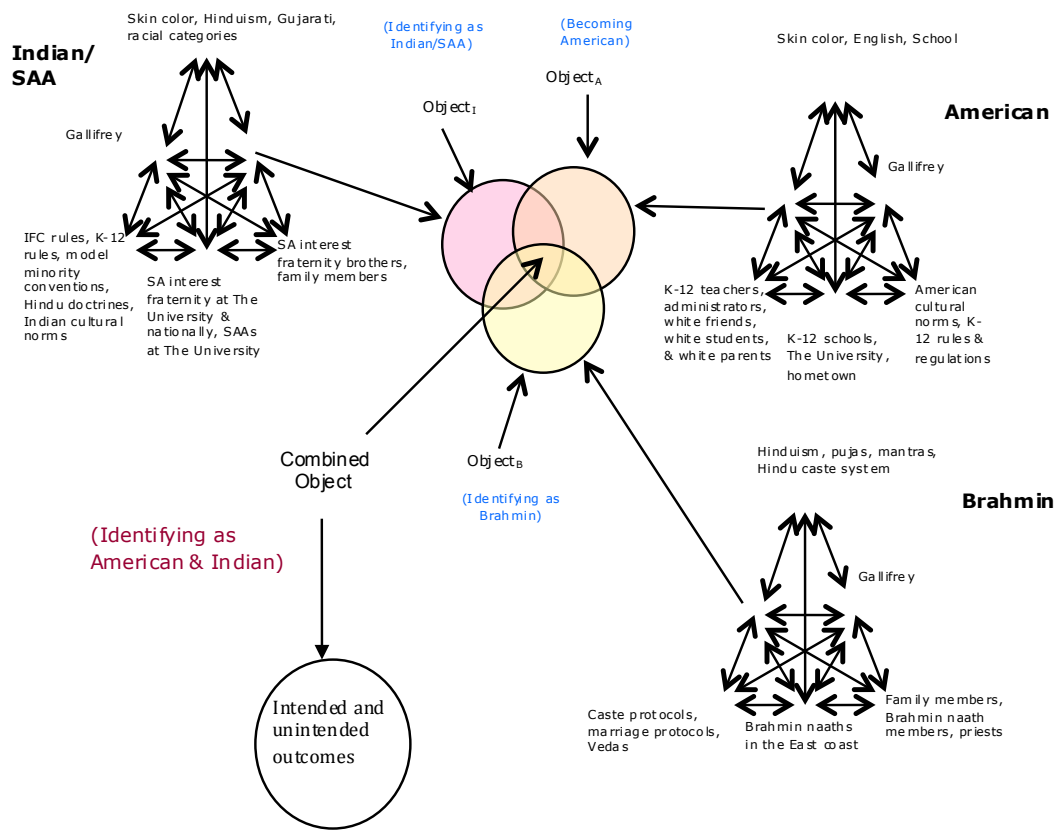 Skin color, Hinduism, Gujarati,
racial categories
Indian/
SAA
Gallifrey
IFC rules, K-12
rules, model
minority
conventions,
Hindu doctrines,
Indian cultural
norms
SA interest
fraternity at The
University &
nationally, SAAs
at The University
SA interest
fraternity brothers,
family members
(Identifying as
Indian/SAA)
Object I
(Becoming
American)
Object A
Skin color, English, School
American
Gallifrey
K-12 teachers,
administrators,
white friends,
white students,
& white parents
K-12 schools,
The University,
hometown
American
cultural
norms, K-
12 rules &
regulations
Combined
Object
Object B
(Identifying as
Brahmin)
(Identifying as
American & Indian)
Intended and
unintended
outcomes
Hinduism, pujas, mantras,
Hindu caste system
Brahmin
Gallifrey
Caste protocols,
marriage protocols,
Vedas
Brahmin naaths
in the East coast
Family members,
Brahmin naath
members, priests